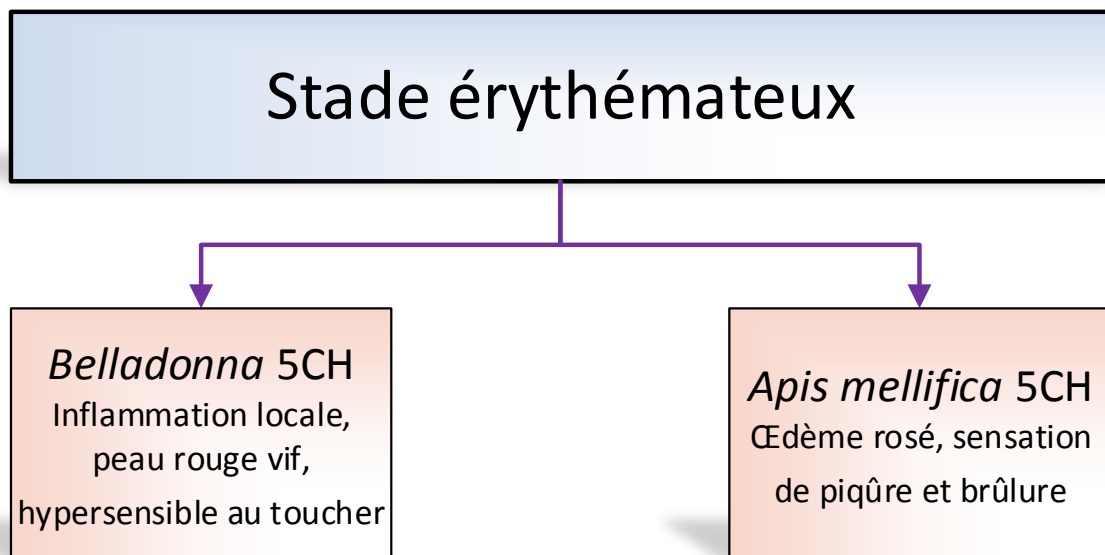 Stade érythémateux
Belladonna 5CH
Inflammation locale,
peau rouge vif,
hypersensible au toucher
Apis mellifica 5CH
Œdème rosé, sensation
de piqûre et brûlure